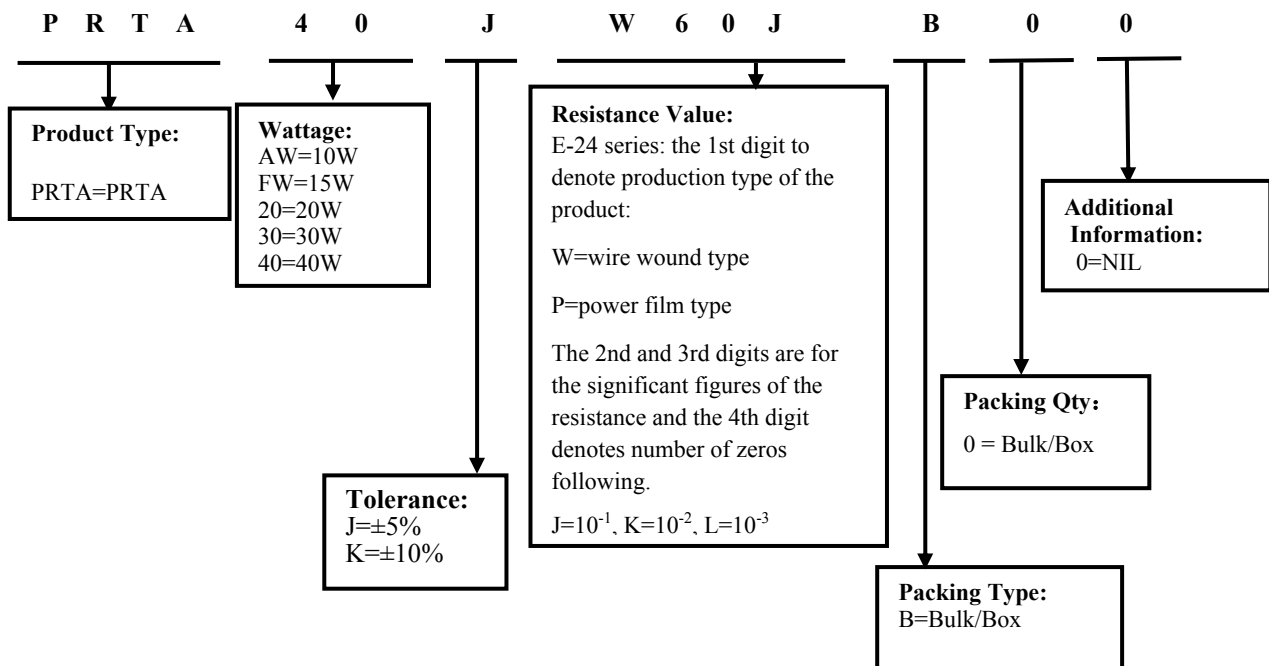 P R T A 4 0 J W 6 0 J B 0 0
Product Type:
PRTA=PRTA
Wattage:
AW=10W
FW=15W
20=20W
30=30W
40=40W
Tolerance:
J=±5%
K=±10%
Resistance Value:
E-24 series: the 1st digit to
denote production type of the
product:
W=wire wound type
P=power film type
The 2nd and 3rd digits are for
the significant figures of the
resistance and the 4th digit
denotes number of zeros
following.
J=10⁻¹, K=10⁻², L=10⁻³
Packing Type:
B=Bulk/Box
Packing Qty：
0 = Bulk/Box
Additional
Information:
0=NIL